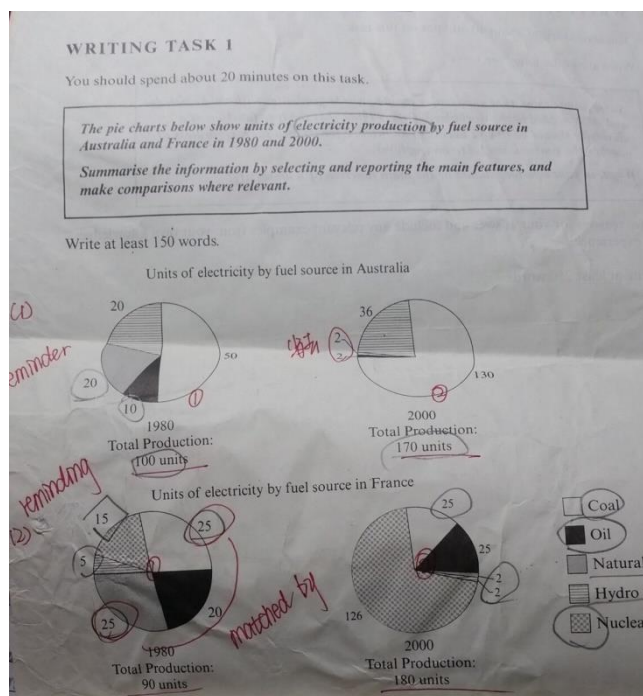 WRITING TASK 1
You should spend about 20 minutes on this task.
The pie charts below show units of electricity production by fuel source in
Australia and France in 1980 and 2000.
Summarise the information by selecting and reporting the main features, and
make comparisons where relevant.
Write at least 150 words.
Units of electricity by fuel source in Australia
(1)
20
50
20
10
①
1980
Total Production:
100 units
36
2
2
130
②
2000
Total Production:
170 units
reminding
Units of electricity by fuel source in France
(2)
15
25
5
25
20
1980
Total Production:
90 units
matched by
25
25
2
2
126
2000
Total Production:
180 units
Coal
Oil
Natura
Hydro
Nuclea
eminder